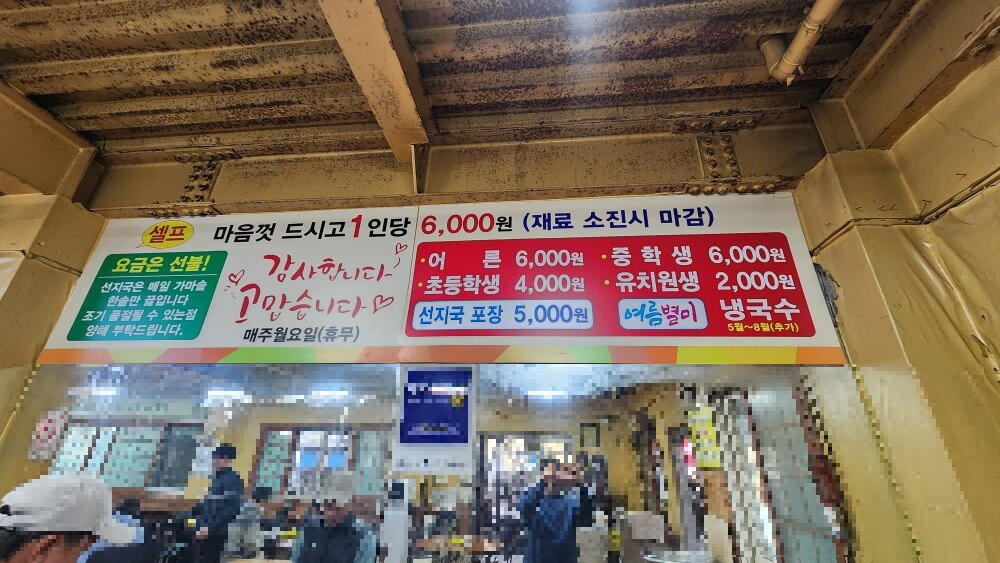 셀프 마음껏 드시고 1인당 6,000원 (재료 소진시 마감)
요금은 선불!
선지국은 매일 가마솥
한솥만 끓입니다
조기 품절될 수 있는점
양해 부탁드립니다.
감사합니다
고맙습니다
매주월요일(휴무)
·어 른 6,000원 ·중 학 생 6,000원
·초등학생 4,000원 ·유치원생 2,000원
선지국 포장 5,000원 여름별미 냉국수
5월~8월(추가)